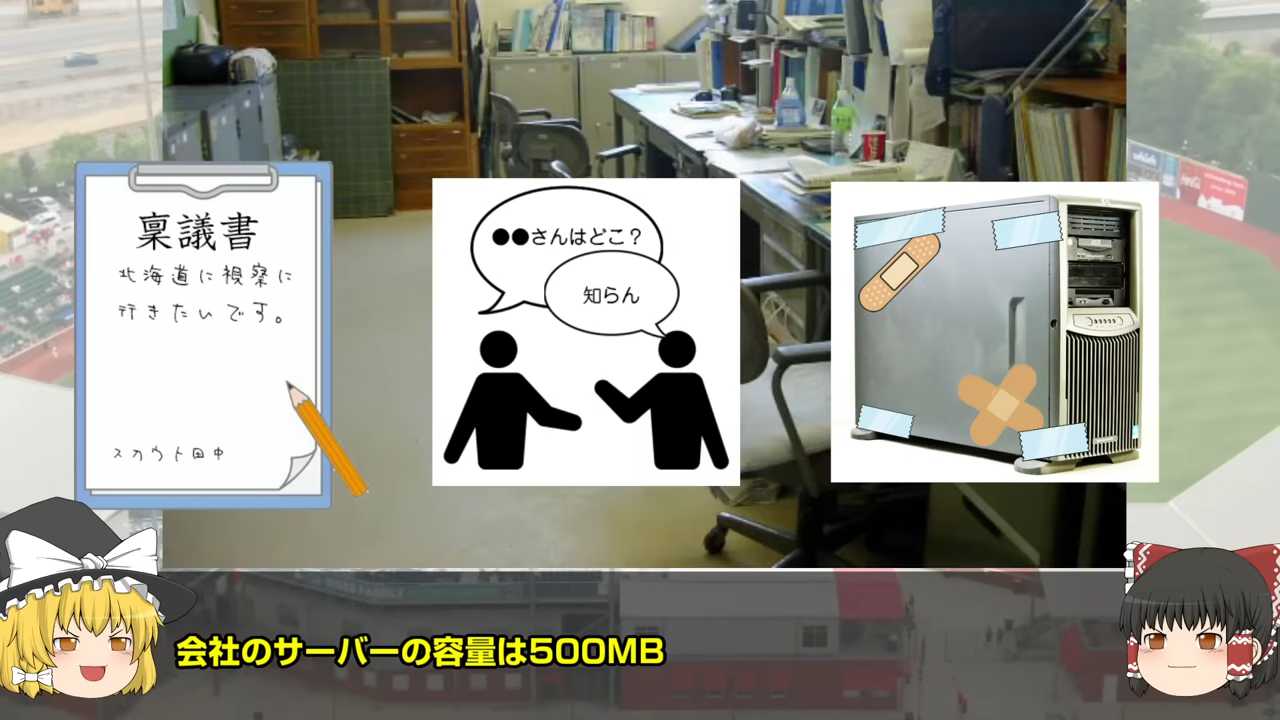 稟議書
北海道に視察に
行きたいです。
スカウト田中
●●さんはどこ？
知らん
会社のサーバーの容量は500MB